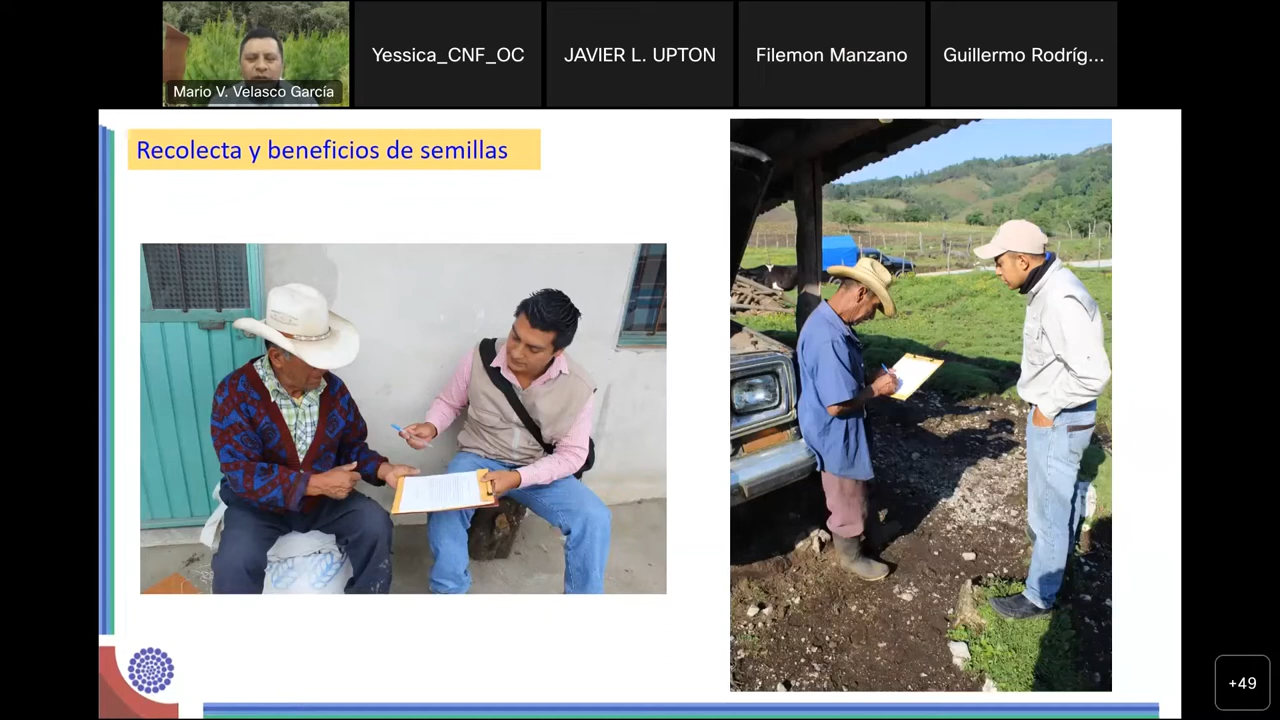 Yessica_CNF_OC
JAVIER L. UPTON
Filemon Manzano
Guillermo Rodríg...
Mario V. Velasco García
Recolecta y beneficios de semillas
+49